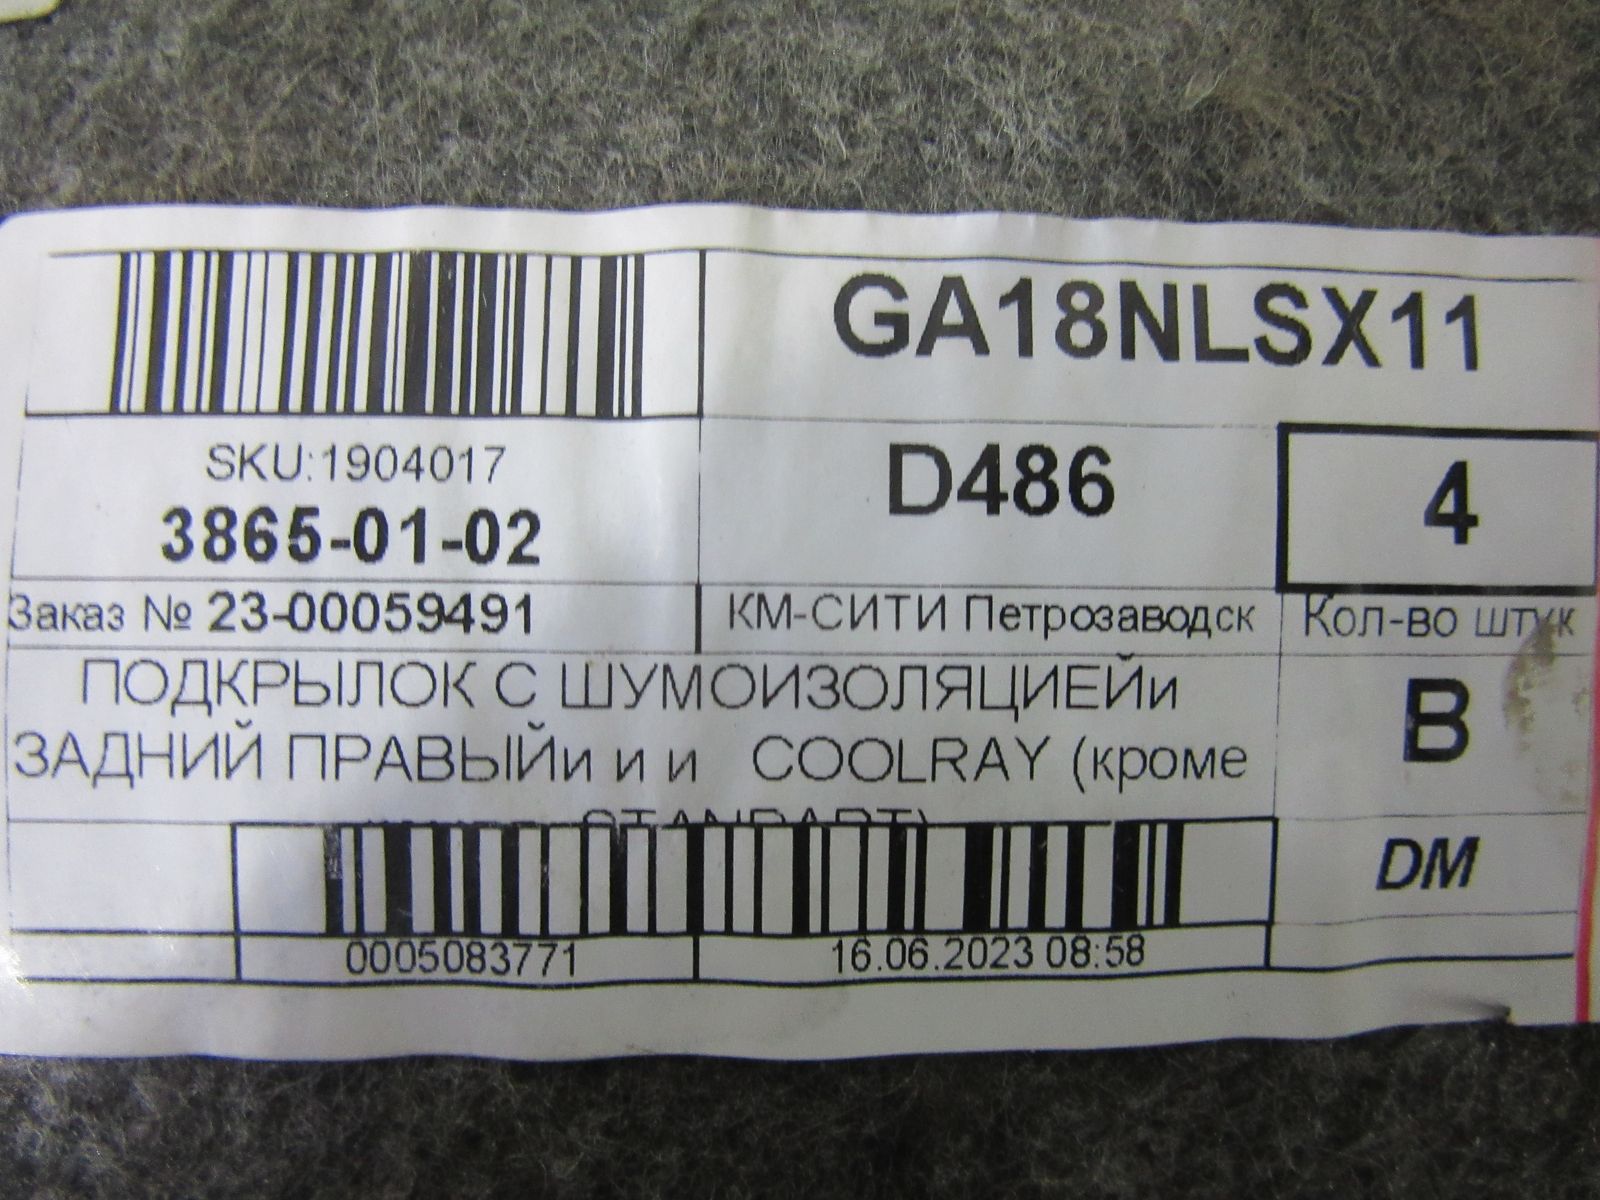 GA18NLSX11
SKU:1904017
3865-01-02
D486
4
Заказ № 23-00059491
КМ-СИТИ Петрозаводск
Кол-во штук
ПОДКРЫЛОК С ШУМОИЗОЛЯЦИЕЙи
ЗАДНИЙ ПРАВЫЙи и и COOLRAY (кроме
STANDART)
B
DM
0005083771
16.06.2023 08:58